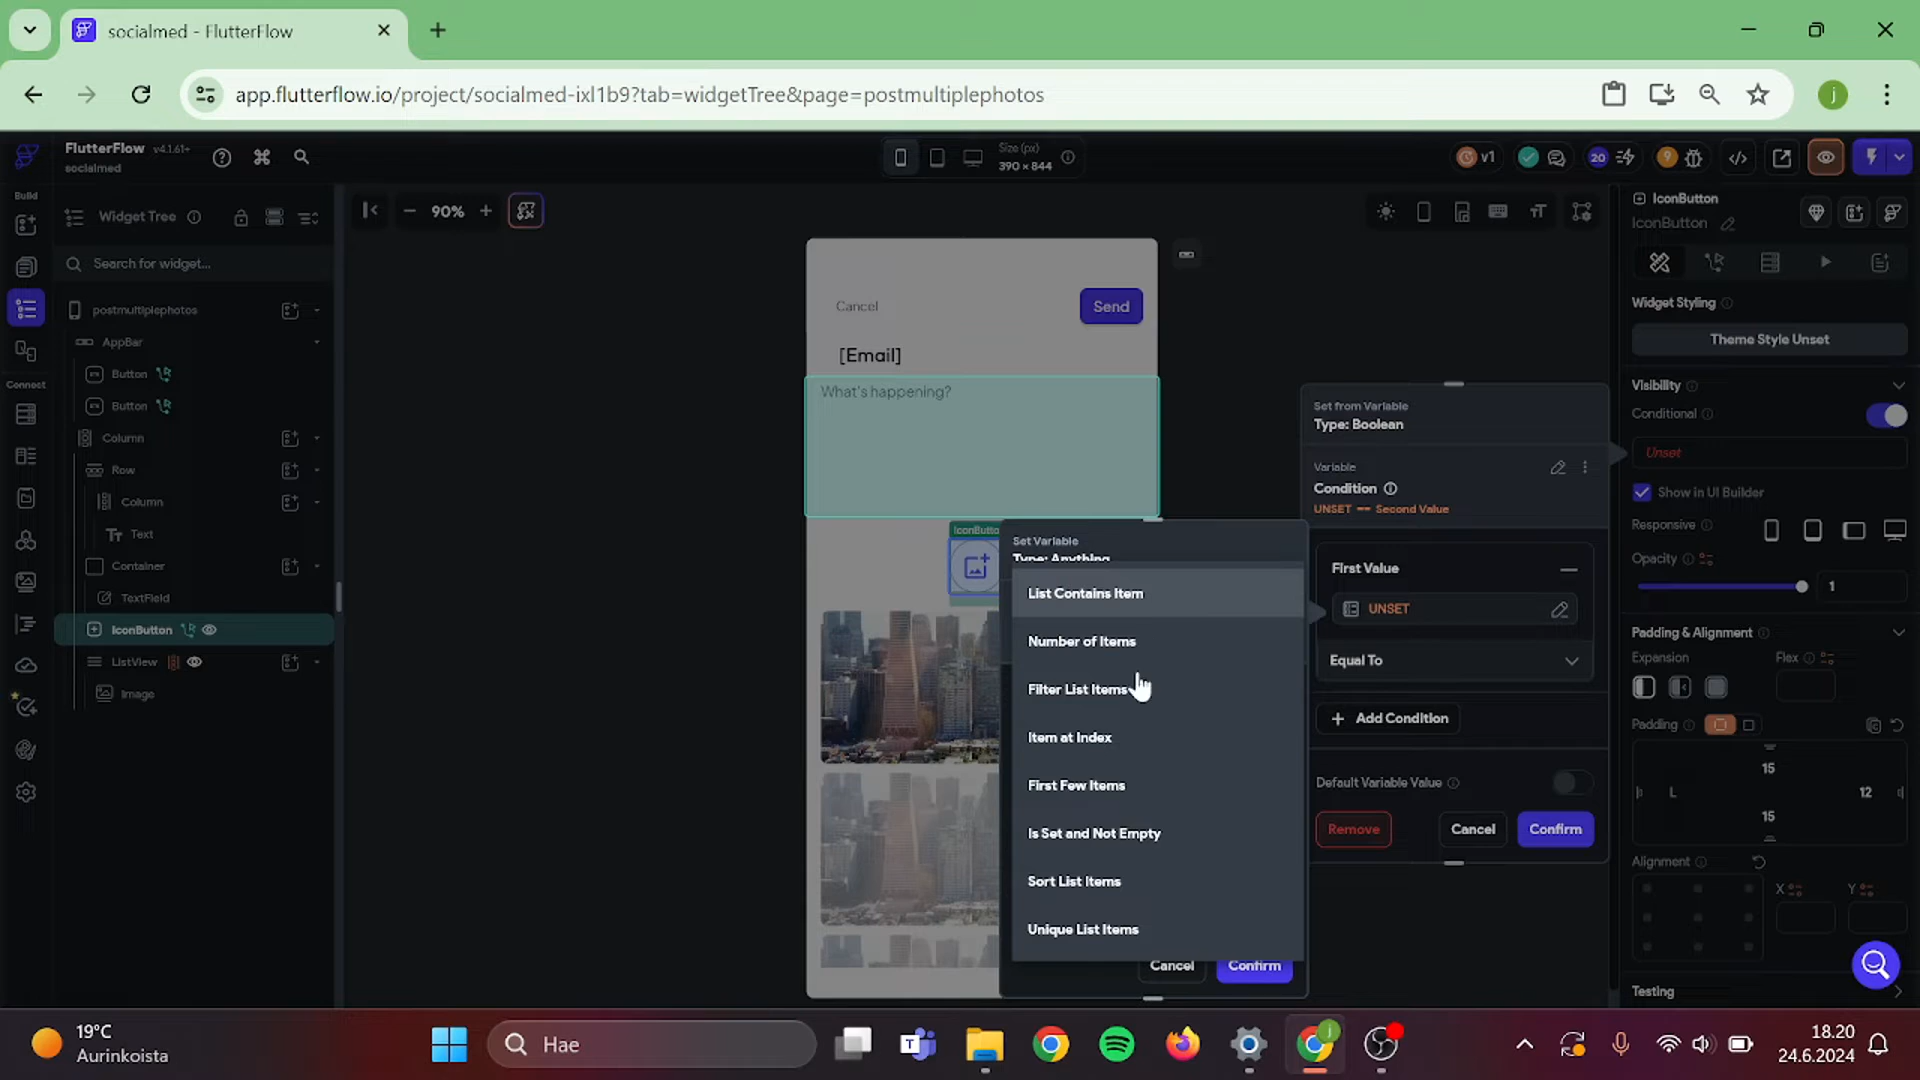 socialmed - FlutterFlow
app.flutterflow.io/project/socialmed-ixl1b9?tab=widgetTree&page=postmultiplephotos
j
FlutterFlow v4.1.61+
socialmed
Size (px)
390 × 844
v1
20
9
Build
Widget Tree
90%
Search for widget...
postmultiplephotos
AppBar
Button
Button
Connect
Column
Row
Column
Text
Container
TextField
IconButton
ListView
Image
Cancel
Send
[Email]
What's happening?
IconButto
Set Variable
Type: Anything
List Contains Item
Number of Items
Filter List Items
Item at Index
First Few Items
Is Set and Not Empty
Sort List Items
Unique List Items
Cancel
Confirm
Set from Variable
Type: Boolean
Variable
Condition
UNSET == Second Value
First Value
UNSET
Equal To
+ Add Condition
Default Variable Value
Remove
Cancel
Confirm
IconButton
IconButton
Widget Styling
Theme Style Unset
Visibility
Conditional
Unset
Show in UI Builder
Responsive
Opacity
1
Padding & Alignment
Expansion
Flex
Padding
15
L
12
15
Alignment
X
Y
Testing
19°C
Aurinkoista
Hae
j
18.20
24.6.2024